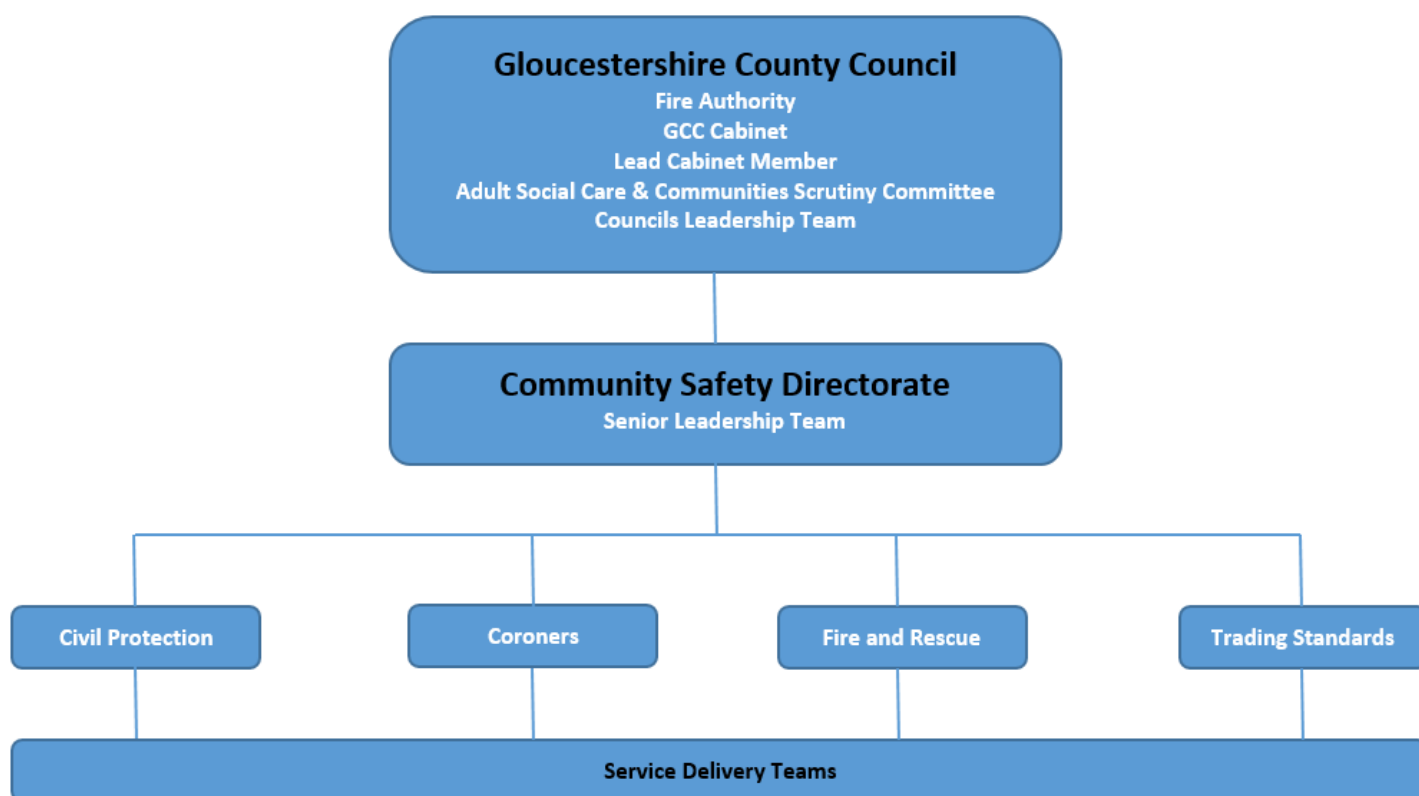 Gloucestershire County Council
Fire Authority
GCC Cabinet
Lead Cabinet Member
Adult Social Care & Communities Scrutiny Committee
Councils Leadership Team
Community Safety Directorate
Senior Leadership Team
Civil Protection
Coroners
Fire and Rescue
Trading Standards
Service Delivery Teams